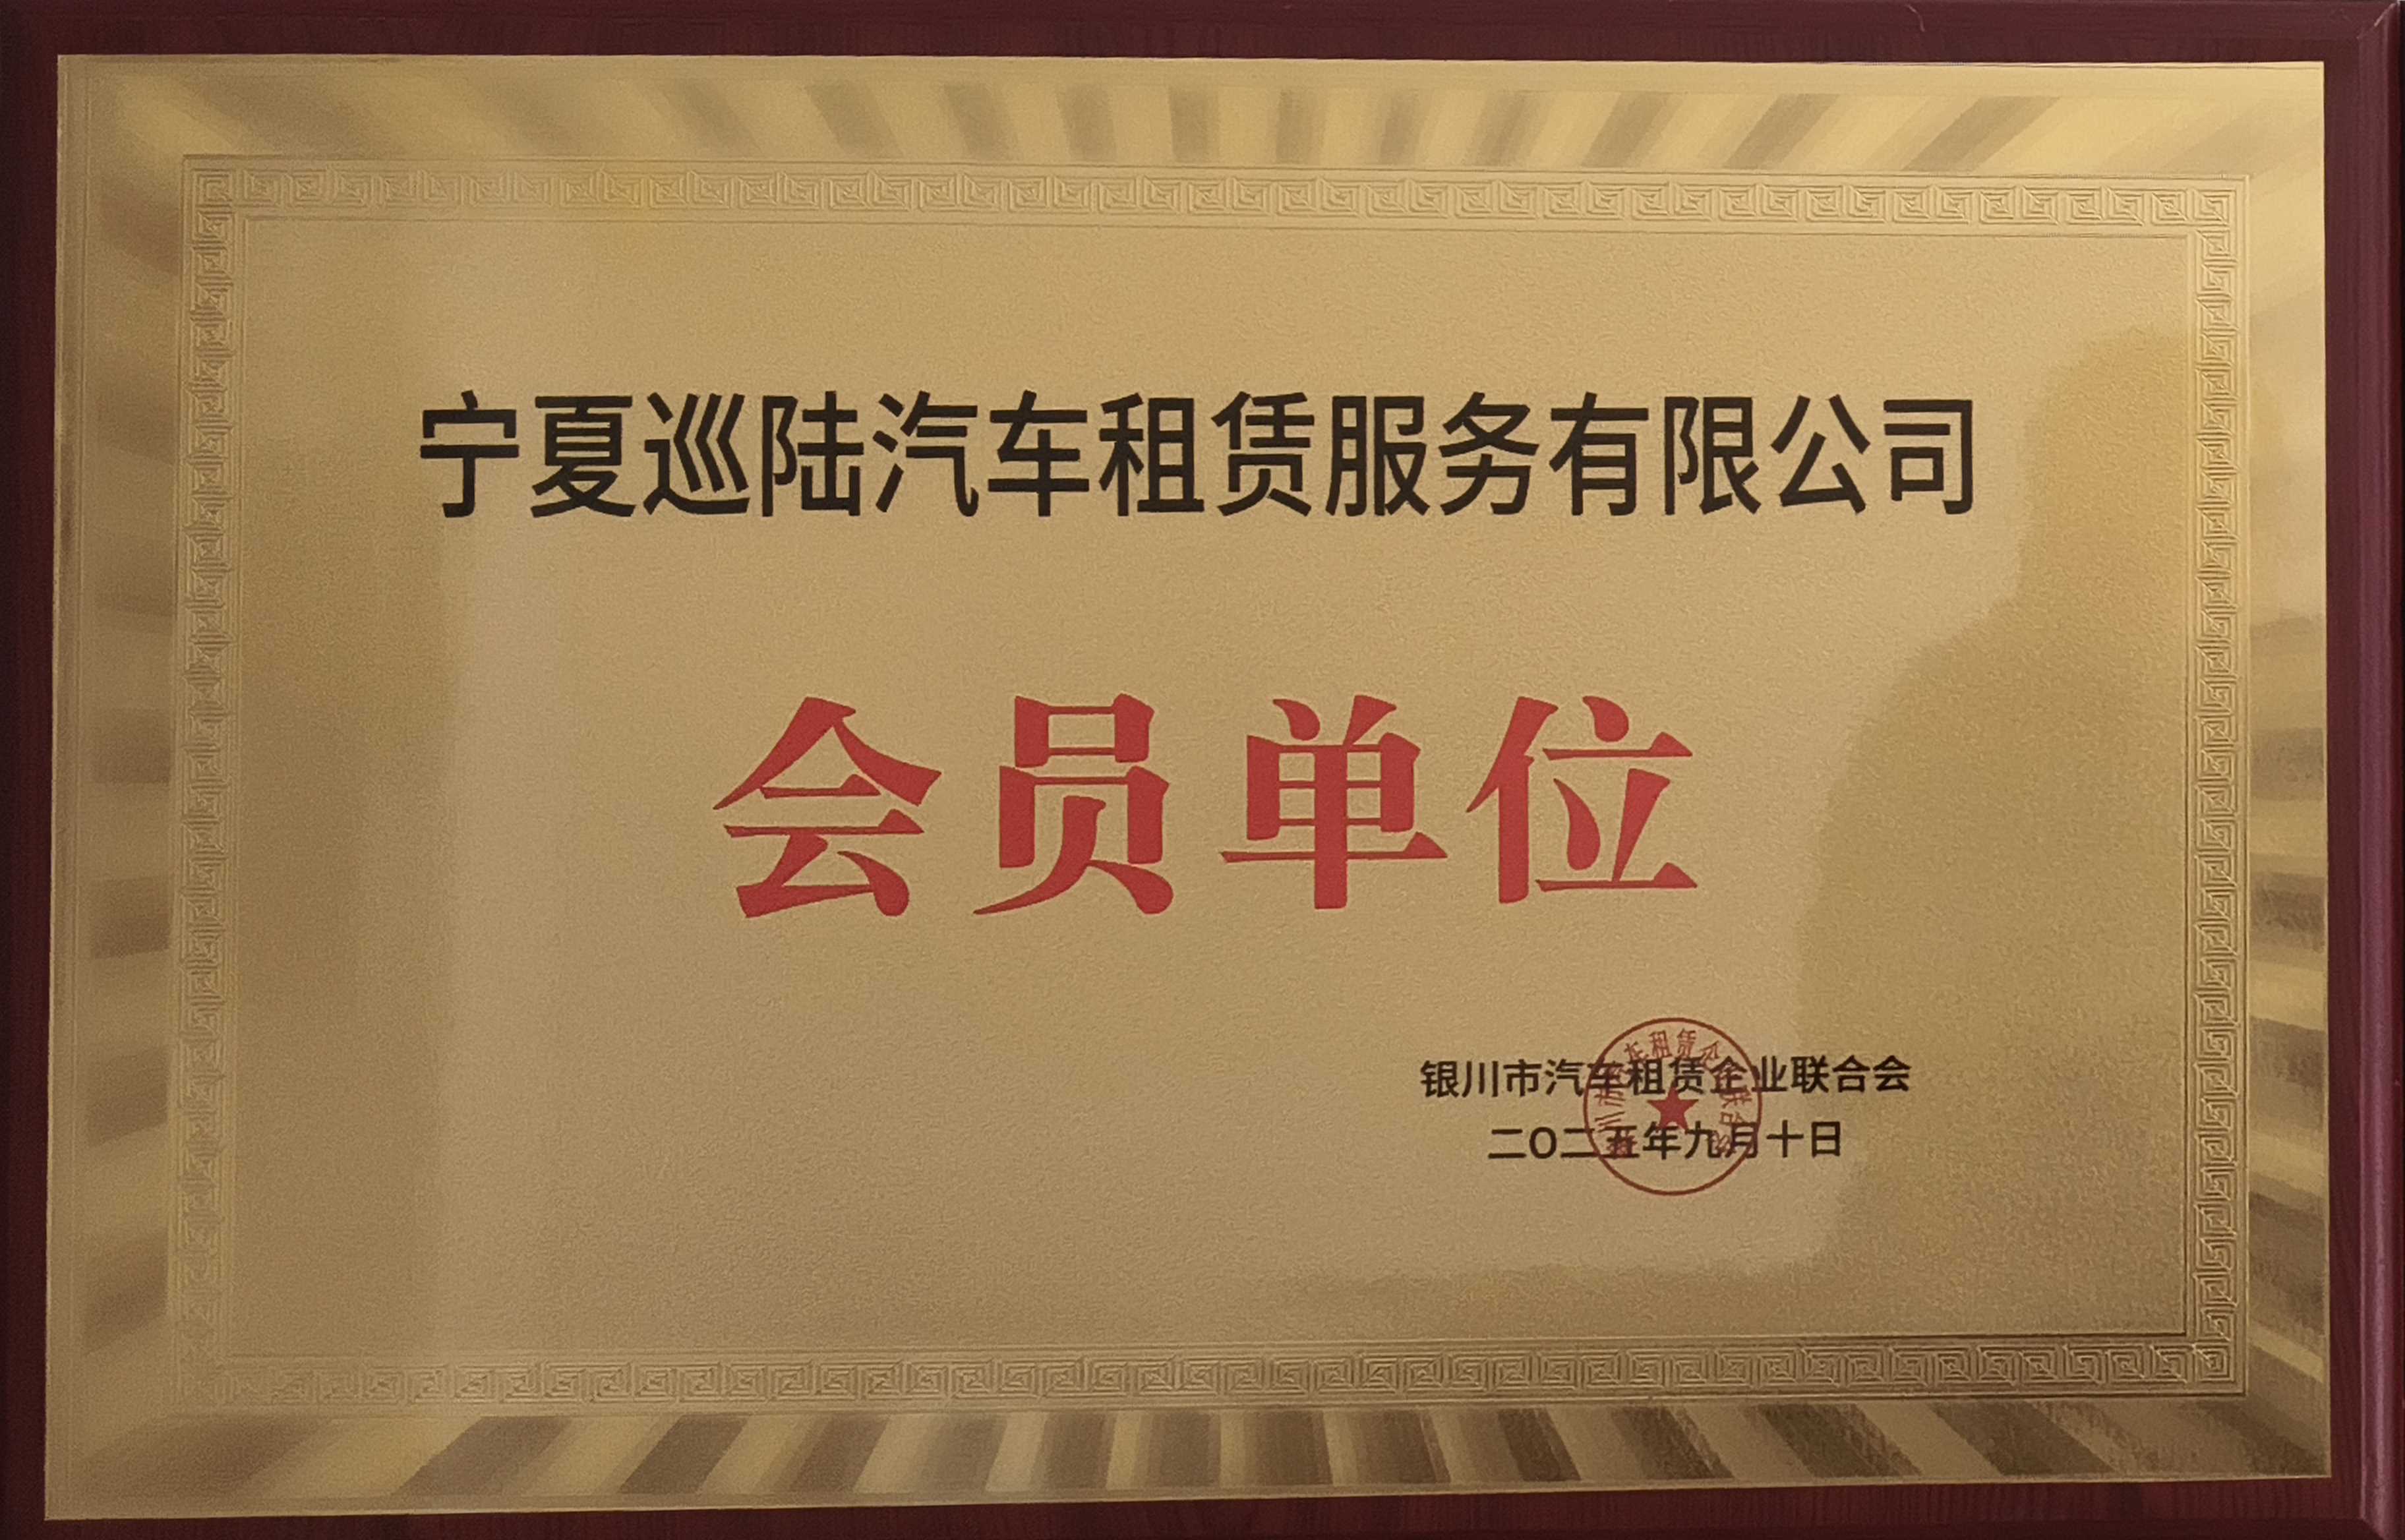 宁夏巡陆汽车租赁服务有限公司
会员单位
银川市汽车租赁企业联合会
二O二五年九月十日